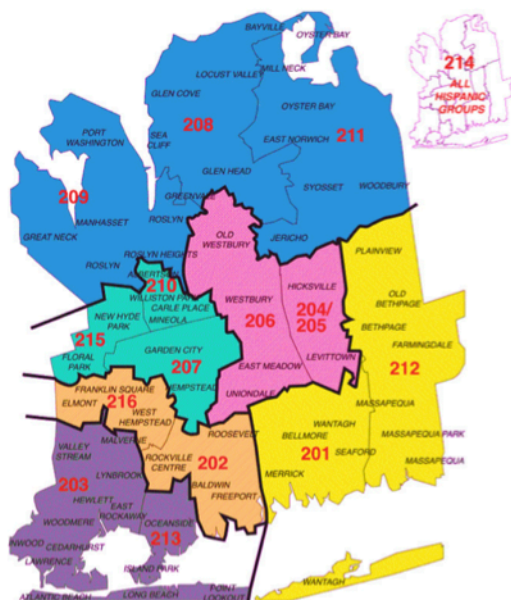 BAYVILLE
OYSTER BAY
LOCUST VALLEY
MILL NECK
214
ALL
HISPANIC
GROUPS
GLEN COVE
OYSTER BAY
208
PORT
WASHINGTON
SEA
CLIFF
EAST NORWICH
211
GLEN HEAD
SYOSSET
WOODBURY
209
GREENVALE
MANHASSET
ROSLYN
GREAT NECK
OLD
WESTBURY
JERICHO
ROSLYN HEIGHTS
ROSLYN
ALBERTSON
210
PLAINVIEW
HICKSVILLE
WILLISTON PARK
CARLE PLACE
MINEOLA
WESTBURY
206
204/
205
OLD
BETHPAGE
NEW HYDE
PARK
BETHPAGE
215
GARDEN CITY
FARMINGDALE
FLORAL
PARK
207
EAST MEADOW
LEVITTOWN
212
HEMPSTEAD
UNIONDALE
FRANKLIN SQUARE
ELMONT
216
WEST
HEMPSTEAD
MASSAPEQUA
WANTAGH
BELLMORE
ROOSEVELT
MASSAPEQUA PARK
MALVERNE
VALLEY
STREAM
201
SEAFORD
ROCKVILLE
CENTRE
202
MASSAPEQUA
LYNBROOK
MERRICK
203
BALDWIN
FREEPORT
HEWLETT
EAST
ROCKAWAY
WOODMERE
OCEANSIDE
213
INWOOD
CEDARHURST
LAWRENCE
ISLAND PARK
WANTAGH
ATLANTIC BEACH
LONG BEACH
POINT
LOOKOUT